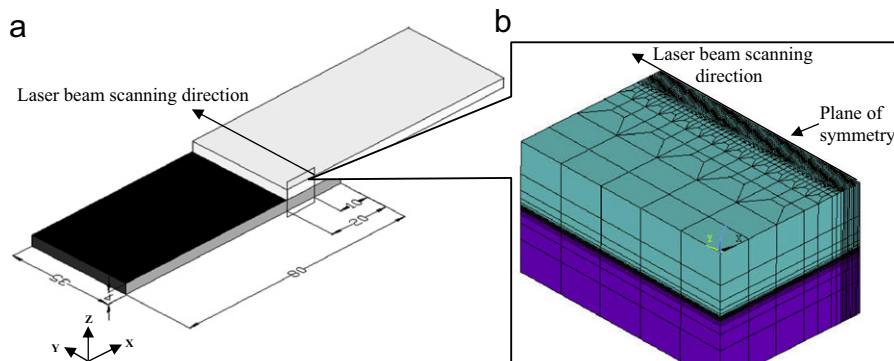 a
b
Laser beam scanning direction
Laser beam scanning
direction
Plane of
symmetry
10
20
80
35
4
Z
Y
X
Y
X